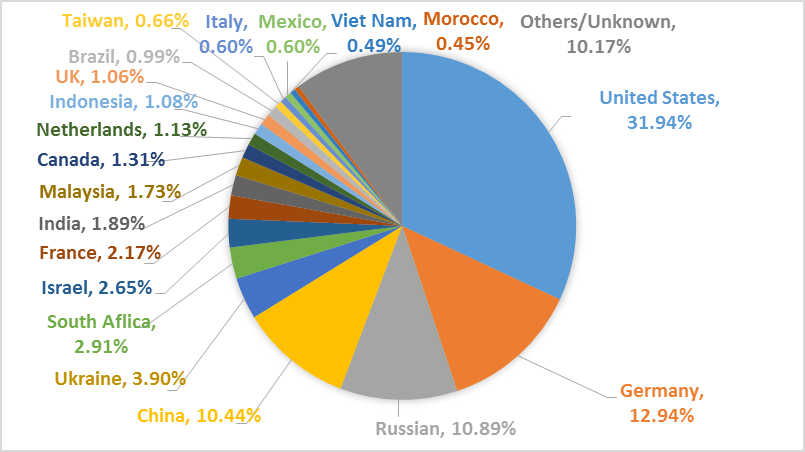 United States,
31.94%
Germany,
12.94%
Russian, 10.89%
China, 10.44%
Ukraine, 3.90%
South Aflica,
2.91%
Israel, 2.65%
France, 2.17%
India, 1.89%
Malaysia, 1.73%
Canada, 1.31%
Netherlands, 1.13%
Indonesia, 1.08%
UK, 1.06%
Brazil, 0.99%
Taiwan, 0.66%
Italy,
0.60%
Mexico,
0.60%
Viet Nam,
0.49%
Morocco,
0.45%
Others/Unknown,
10.17%